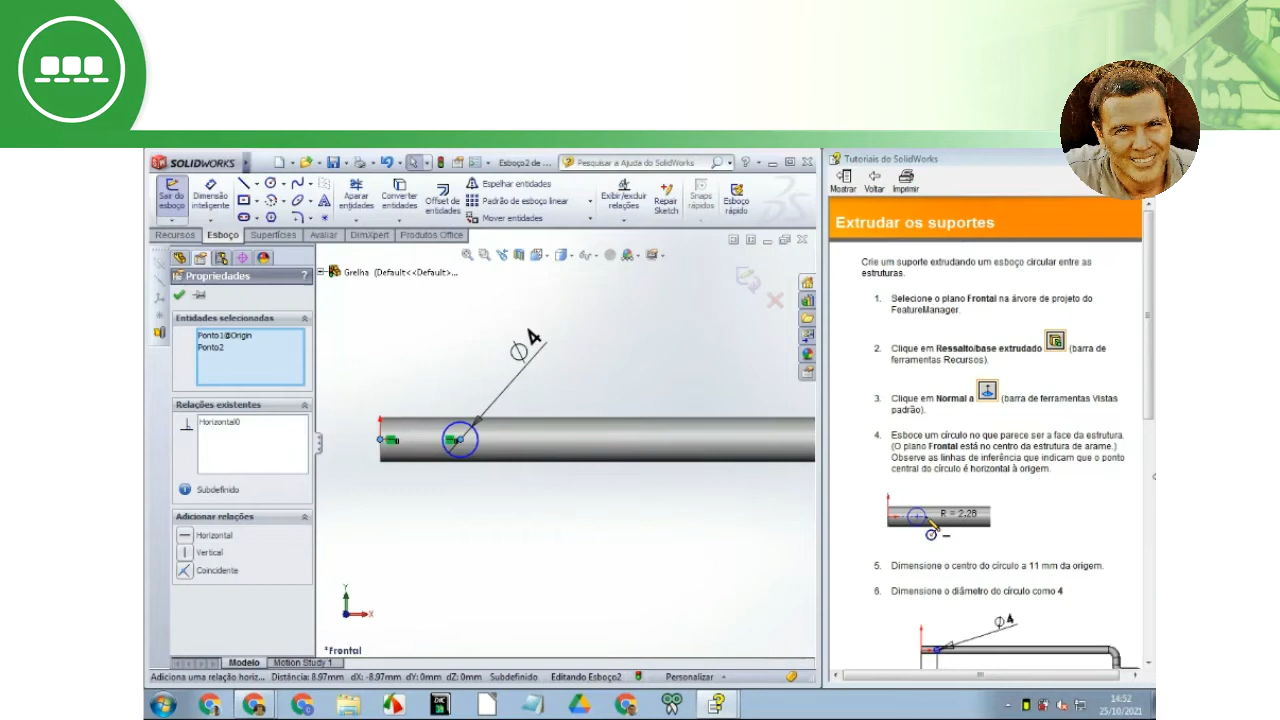 SOLIDWORKS
Esboço2 de ...
Pesquisar a Ajuda do SolidWorks
Sair do esboço
Dimensão inteligente
Aparar entidades
Converter entidades
Offset de entidades
Espelhar entidades
Padrão de esboço linear
Mover entidades
Exibir/excluir relações
Repair Sketch
Snaps rápidos
Esboço rápido
Recursos
Esboço
Superfícies
Avaliar
DimXpert
Produtos Office
Propriedades
?
Grelha (Default<<Default>...
Entidades selecionadas
Ponto1@Origin
Ponto2
Relações existentes
Horizontal0
Subdefinido
Adicionar relações
Horizontal
Vertical
Coincidente
∅4
Y
X
*Frontal
Modelo
Motion Study 1
Adiciona uma relação horiz...
Distância: 8.97mm
dX: -8.97mm
dY: 0mm
dZ: 0mm
Subdefinido
Editando Esboço2
Personalizar
Tutoriais do SolidWorks
Mostrar
Voltar
Imprimir
Extrudar os suportes
Crie um suporte extrudando um esboço circular entre as
estruturas.
1. Selecione o plano Frontal na árvore de projeto do
FeatureManager.
2. Clique em Ressalto/base extrudado (barra de
ferramentas Recursos).
3. Clique em Normal a (barra de ferramentas Vistas
padrão).
4. Esboce um círculo no que parece ser a face da estrutura.
(O plano Frontal está no centro da estrutura de arame.)
Observe as linhas de inferência que indicam que o ponto
central do círculo é horizontal à origem.
R = 2.28
5. Dimensione o centro do círculo a 11 mm da origem.
6. Dimensione o diâmetro do círculo como 4
∅4
14:52
25/10/2021